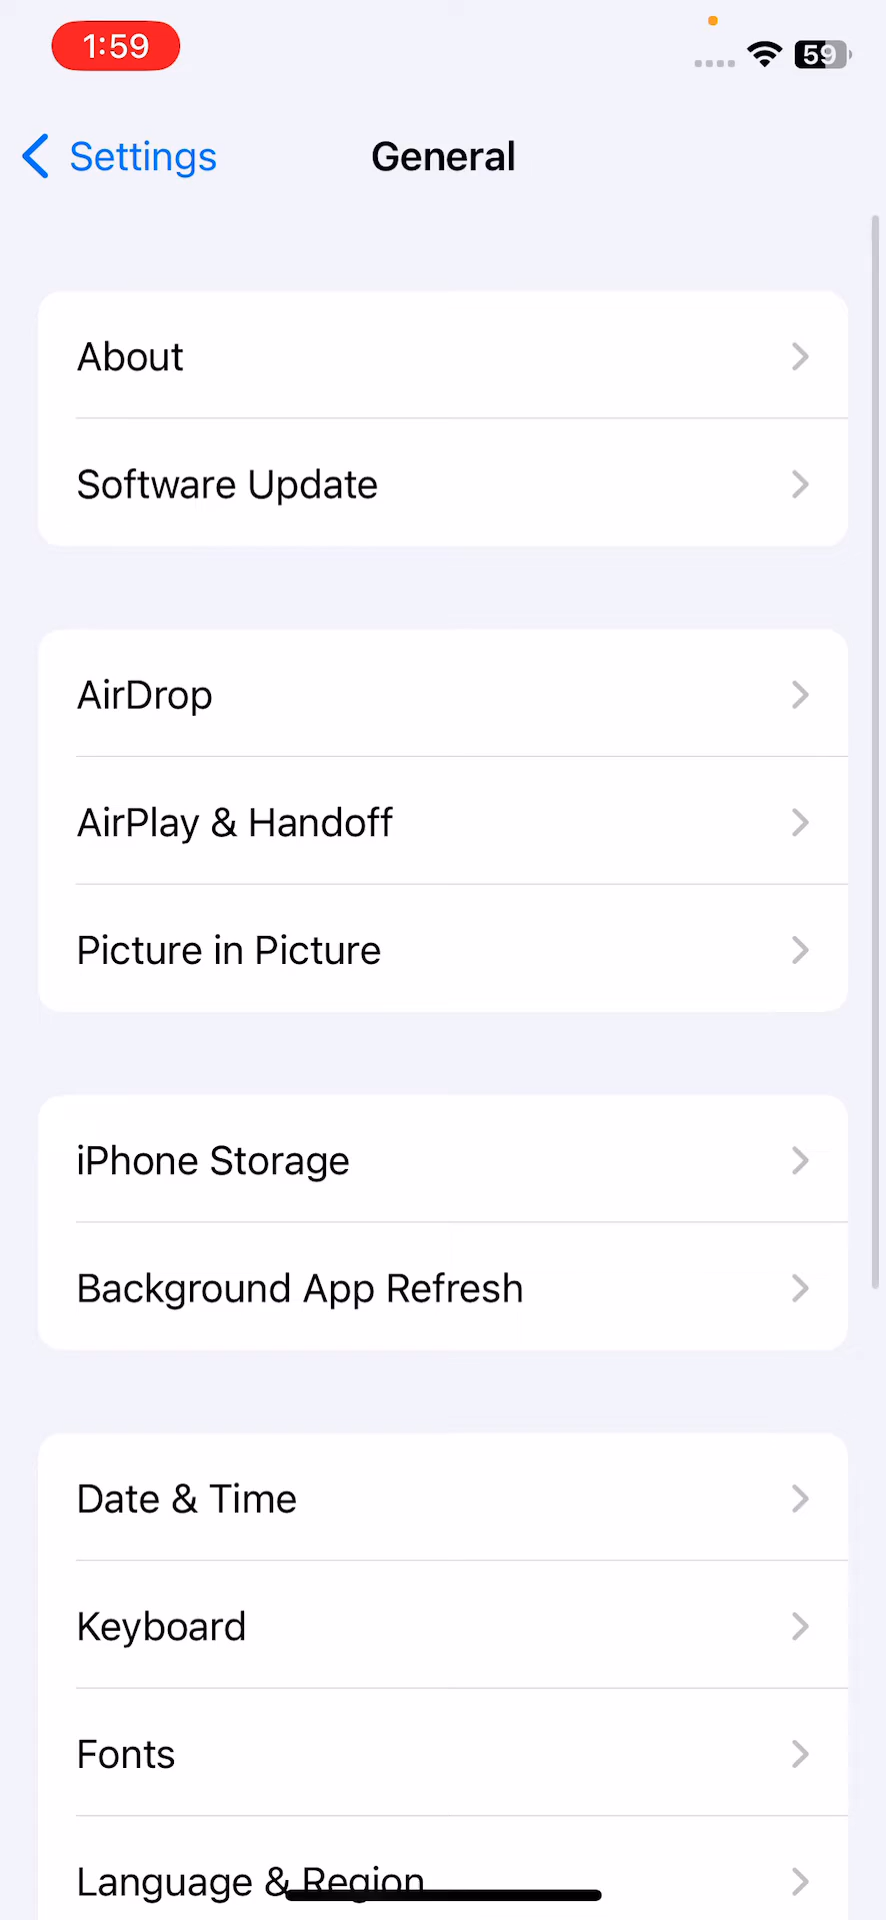 1:59
59
Settings
General
About
Software Update
AirDrop
AirPlay & Handoff
Picture in Picture
iPhone Storage
Background App Refresh
Date & Time
Keyboard
Fonts
Language & Region